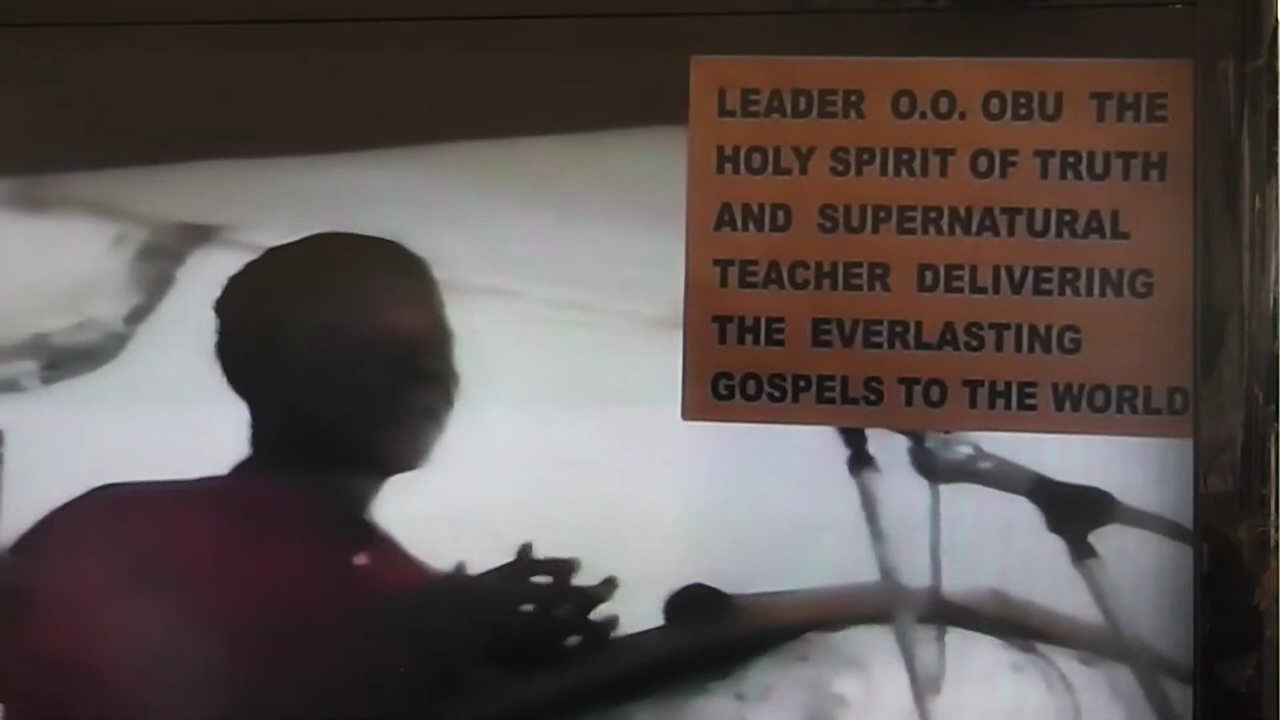 LEADER O.O. OBU THE
HOLY SPIRIT OF TRUTH
AND SUPERNATURAL
TEACHER DELIVERING
THE EVERLASTING
GOSPELS TO THE WORLD